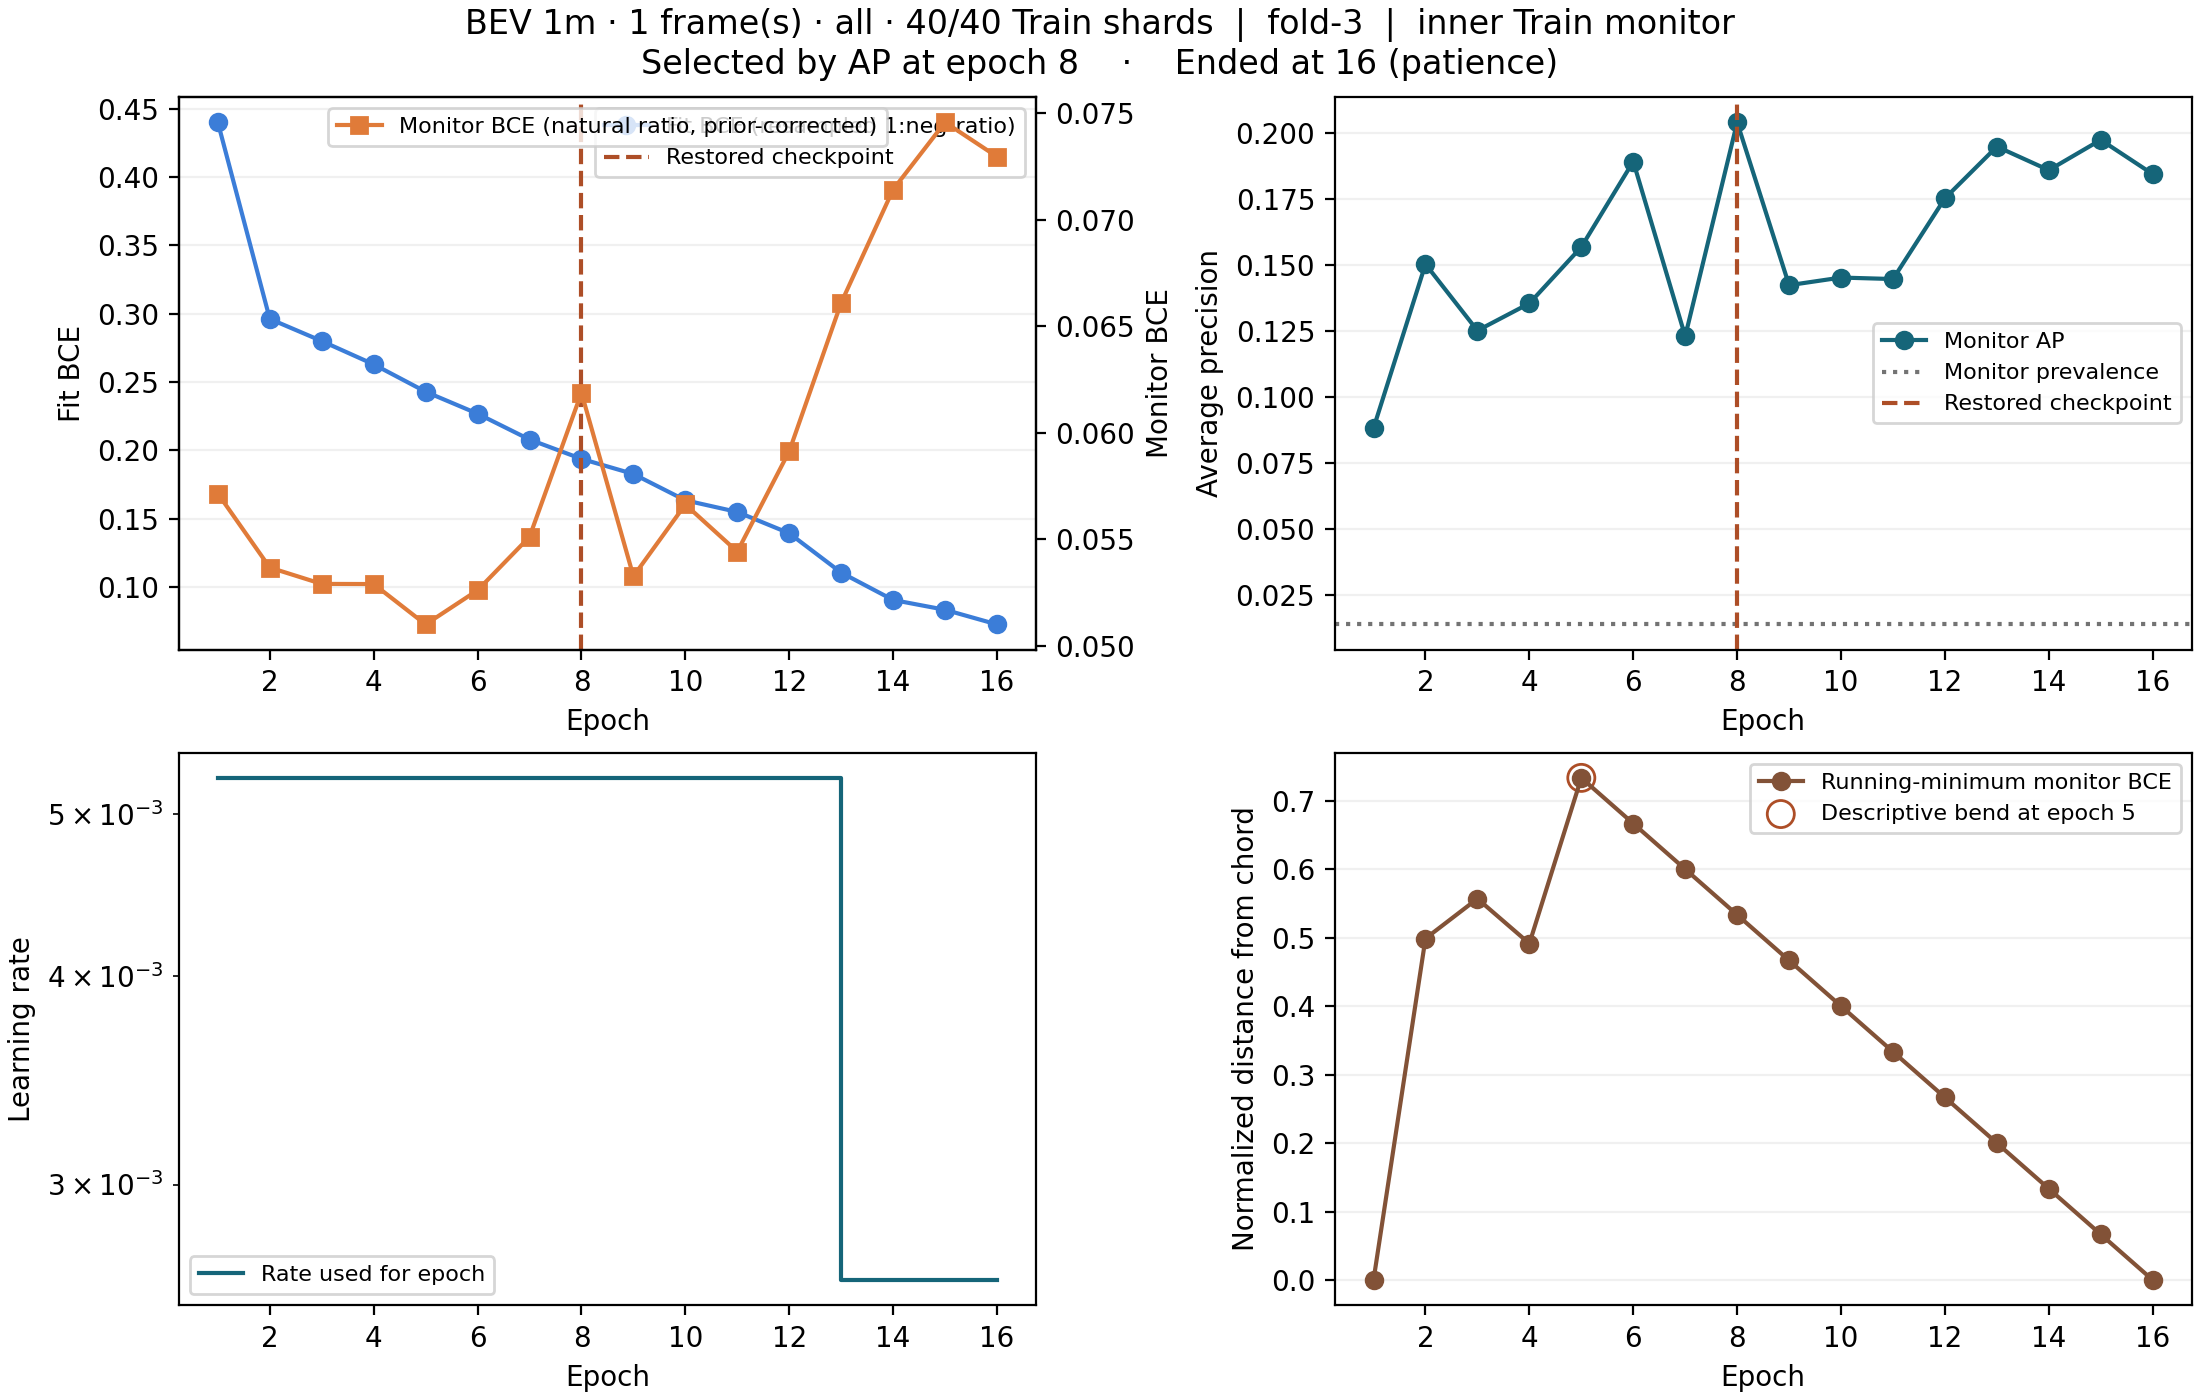 BEV 1m · 1 frame(s) · all · 40/40 Train shards | fold-3 | inner Train monitor
Selected by AP at epoch 8 · Ended at 16 (patience)
Fit BCE
0.45
0.40
0.35
0.30
0.25
0.20
0.15
0.10
Monitor BCE (natural ratio, prior-corrected)
1:neg ratio)
Restored checkpoint
0.075
0.070
0.065
0.060
0.055
0.050
Monitor BCE
2 4 6 8 10 12 14 16
Epoch
Average precision
0.200
0.175
0.150
0.125
0.100
0.075
0.050
0.025
Monitor AP
Monitor prevalence
Restored checkpoint
2 4 6 8 10 12 14 16
Epoch
Learning rate
5 × 10⁻³
4 × 10⁻³
3 × 10⁻³
Rate used for epoch
2 4 6 8 10 12 14 16
Epoch
Normalized distance from chord
0.7
0.6
0.5
0.4
0.3
0.2
0.1
0.0
Running-minimum monitor BCE
Descriptive bend at epoch 5
2 4 6 8 10 12 14 16
Epoch